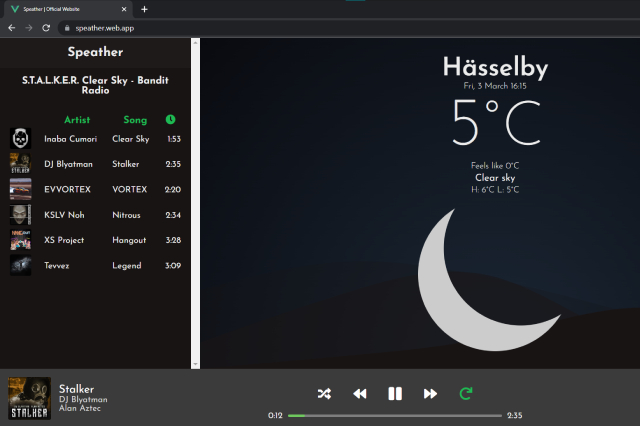 Speather | Official Website
speather.web.app
Speather
S.T.A.L.K.E.R. Clear Sky - Bandit
Radio
Artist Song
Inaba Cumori Clear Sky 1:53
DJ Blyatman Stalker 2:35
EVVORTEX VORTEX 2:20
KSLV Noh Nitrous 2:34
XS Project Hangout 3:28
Tevvez Legend 3:09
Hässelby
Fri, 3 March 16:15
5°C
Feels like 0°C
Clear sky
H: 6°C L: 5°C
STALKER
Stalker
DJ Blyatman
Alan Aztec
0:12 2:35